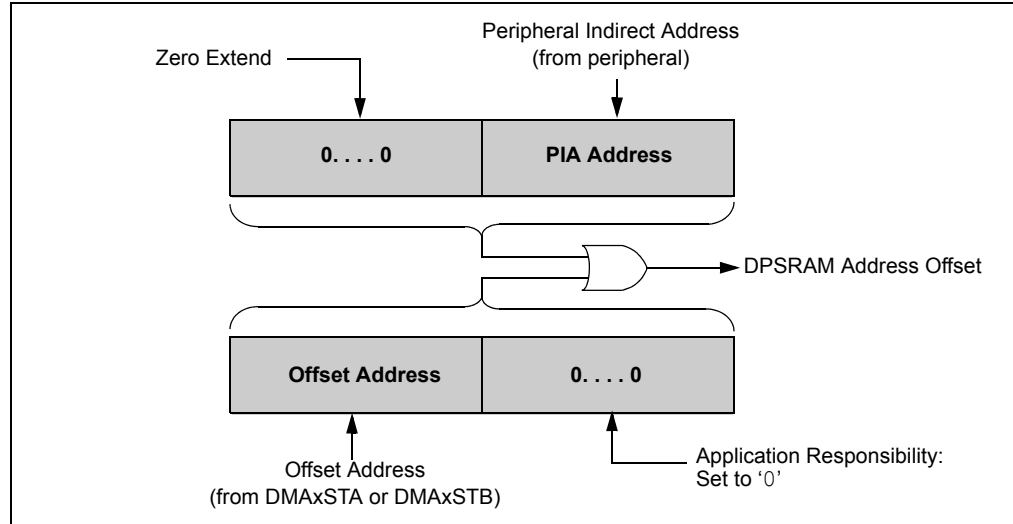 Peripheral Indirect Address
(from peripheral)
Zero Extend
0. . . . 0
PIA Address
DPSRAM Address Offset
Offset Address
0. . . . 0
Offset Address
(from DMAxSTA or DMAxSTB)
Application Responsibility:
Set to ‘0’